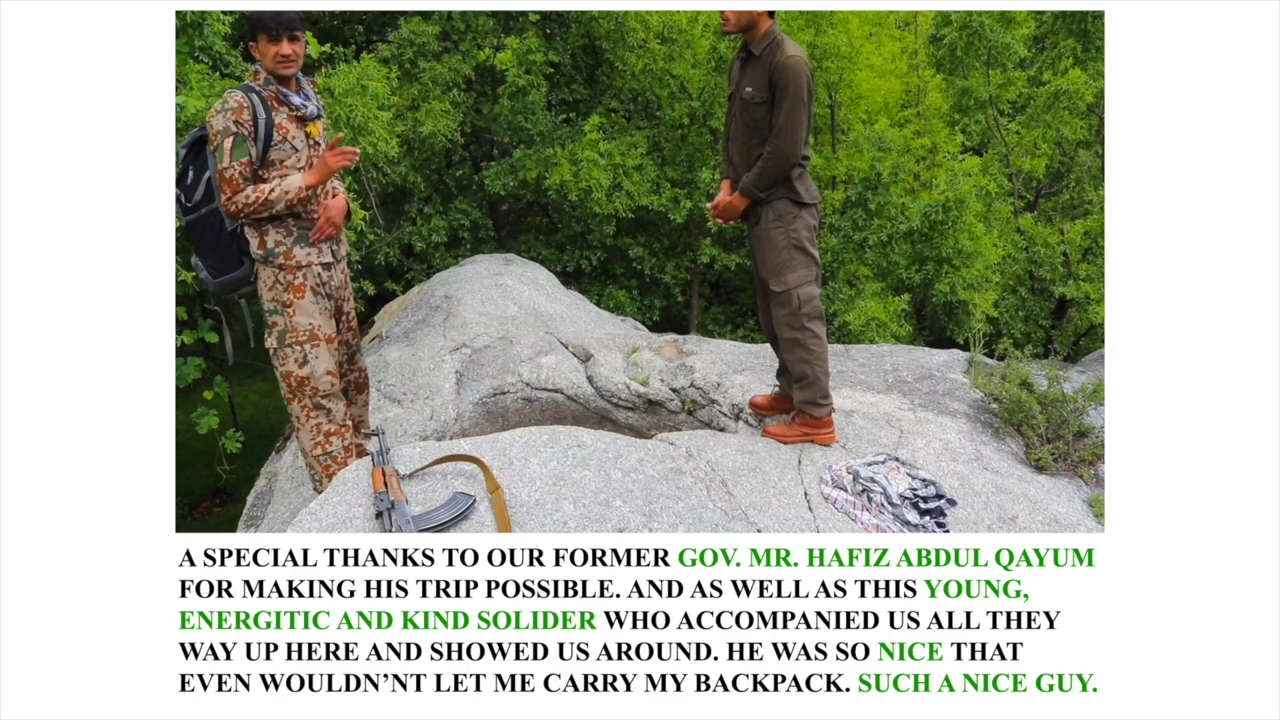 A SPECIAL THANKS TO OUR FORMER GOV. MR. HAFIZ ABDUL QAYUM
FOR MAKING HIS TRIP POSSIBLE. AND AS WELL AS THIS YOUNG,
ENERGITIC AND KIND SOLIDER WHO ACCOMPANIED US ALL THEY
WAY UP HERE AND SHOWED US AROUND. HE WAS SO NICE THAT
EVEN WOULDN’NT LET ME CARRY MY BACKPACK. SUCH A NICE GUY.